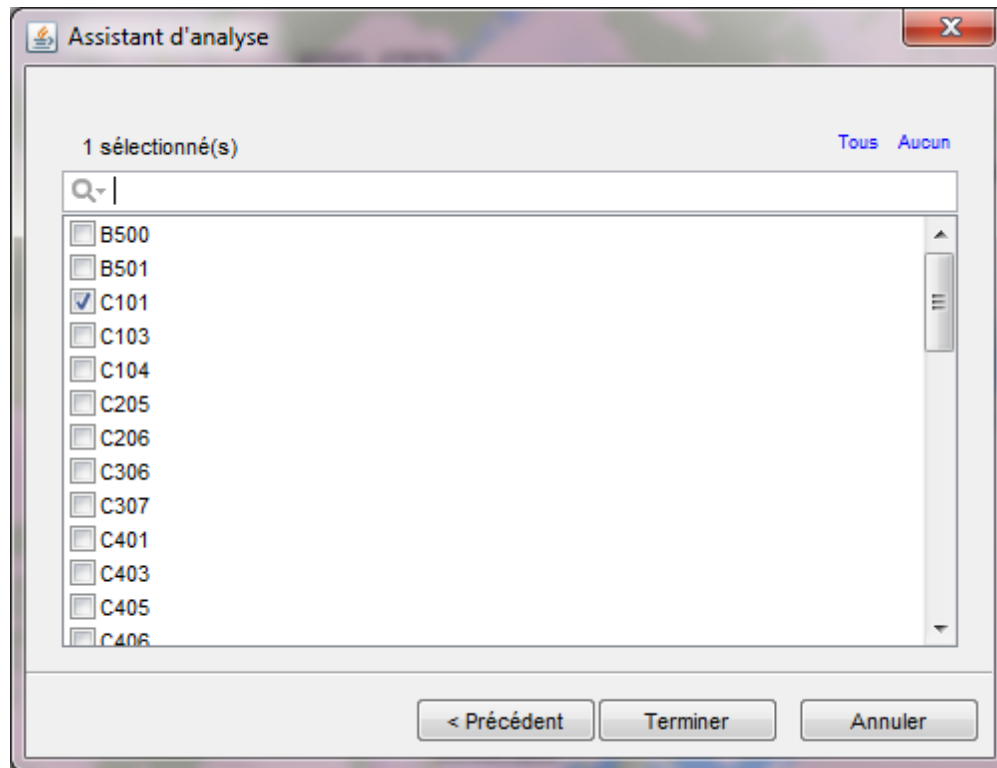 Assistant d'analyse
1 sélectionné(s)
Tous Aucun
B500
B501
C101
C103
C104
C205
C206
C306
C307
C401
C403
C405
C406
< Précédent
Terminer
Annuler